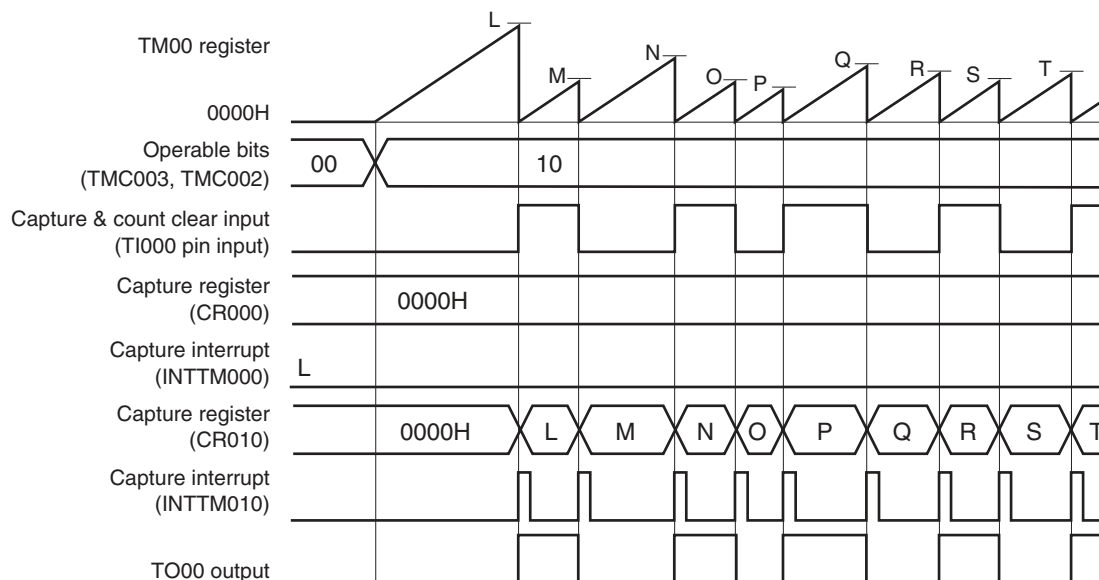 TM00 register
L
M
N
O
P
Q
R
S
T
0000H
Operable bits
(TMC003, TMC002)
00
10
Capture & count clear input
(TI000 pin input)
Capture register
(CR000)
0000H
Capture interrupt
(INTTM000)
L
Capture register
(CR010)
0000H
L
M
N
O
P
Q
R
S
T
Capture interrupt
(INTTM010)
TO00 output